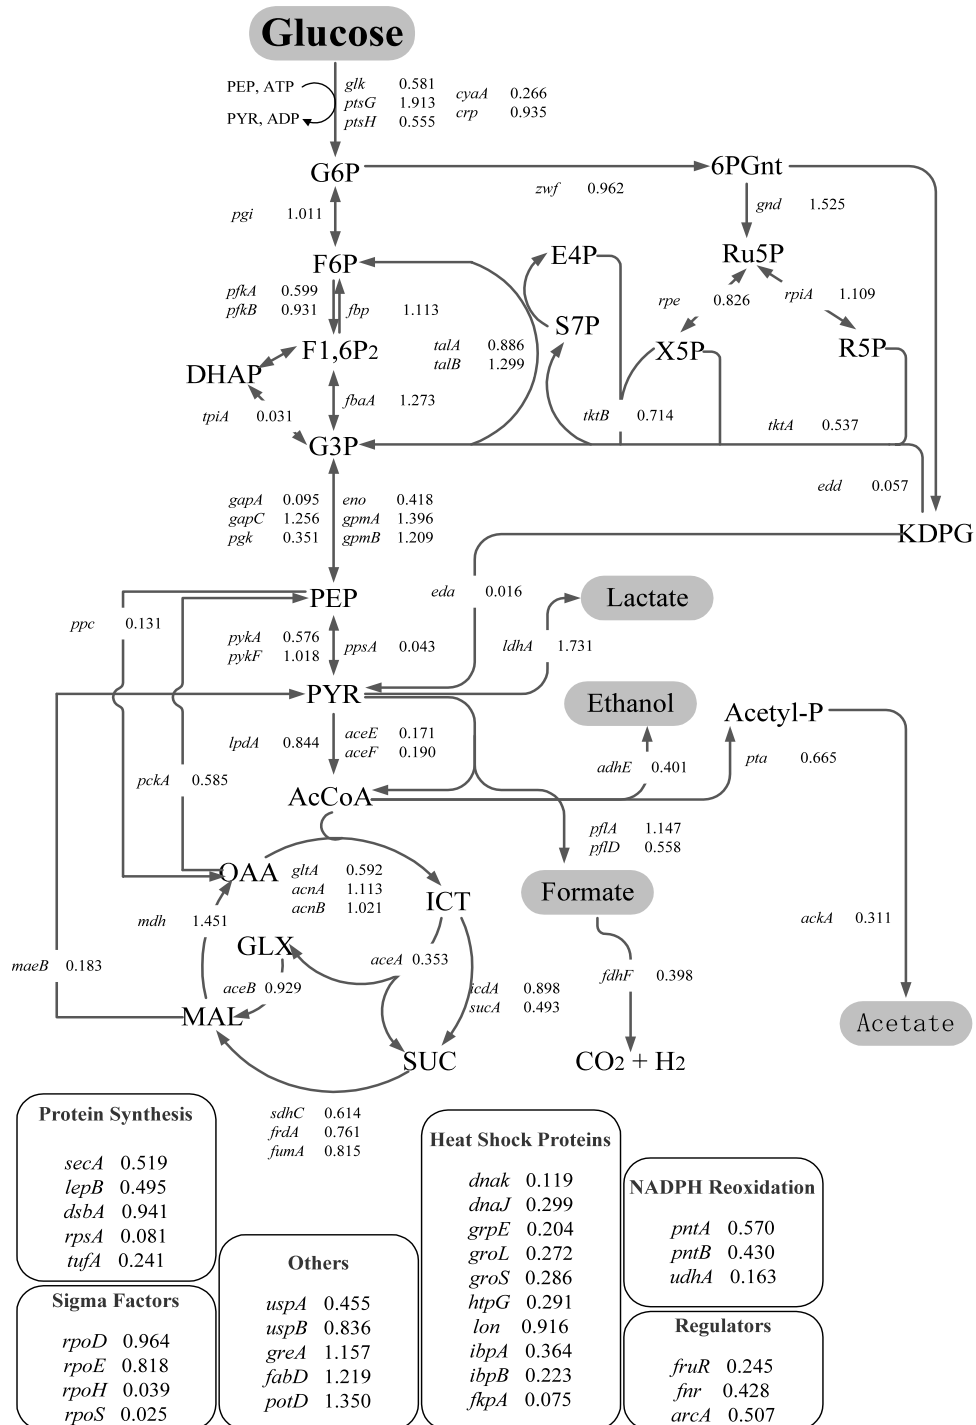 Glucose
PEP, ATP
PYR, ADP
glk 0.581
ptsG 1.913
ptsH 0.555
cyaA 0.266
crp 0.935
G6P
6PGnt
zwf 0.962
gnd 1.525
pgi 1.011
F6P
E4P
Ru5P
pfkA 0.599
pfkB 0.931
fbp 1.113
rpe 0.826
rpiA 1.109
S7P
F1,6P2
talA 0.886
talB 1.299
X5P
R5P
DHAP
tpiA 0.031
fbaA 1.273
tktB 0.714
tktA 0.537
G3P
edd 0.057
gapA 0.095
gapC 1.256
pgk 0.351
eno 0.418
gpmA 1.396
gpmB 1.209
KDPG
PEP
eda 0.016
Lactate
ppc 0.131
pykA 0.576
pykF 1.018
ppsA 0.043
ldhA 1.731
PYR
Ethanol
Acetyl-P
lpdA 0.844
aceE 0.171
aceF 0.190
adhE 0.401
pta 0.665
pckA 0.585
AcCoA
pflA 1.147
pflD 0.558
OAA
gltA 0.592
acnA 1.113
acnB 1.021
ICT
Formate
mdh 1.451
ackA 0.311
GLX
maeB 0.183
aceA 0.353
fdhF 0.398
aceB 0.929
icdA 0.898
sucA 0.493
MAL
Acetate
SUC
CO2 + H2
sdhC 0.614
frdA 0.761
fumA 0.815
Protein Synthesis
secA 0.519
lepB 0.495
dsbA 0.941
rpsA 0.081
tufA 0.241
Sigma Factors
rpoD 0.964
rpoE 0.818
rpoH 0.039
rpoS 0.025
Others
uspA 0.455
uspB 0.836
greA 1.157
fabD 1.219
potD 1.350
Heat Shock Proteins
dnak 0.119
dnaJ 0.299
grpE 0.204
groL 0.272
groS 0.286
htpG 0.291
lon 0.916
ibpA 0.364
ibpB 0.223
fkpA 0.075
NADPH Reoxidation
pntA 0.570
pntB 0.430
udhA 0.163
Regulators
fruR 0.245
fnr 0.428
arcA 0.507